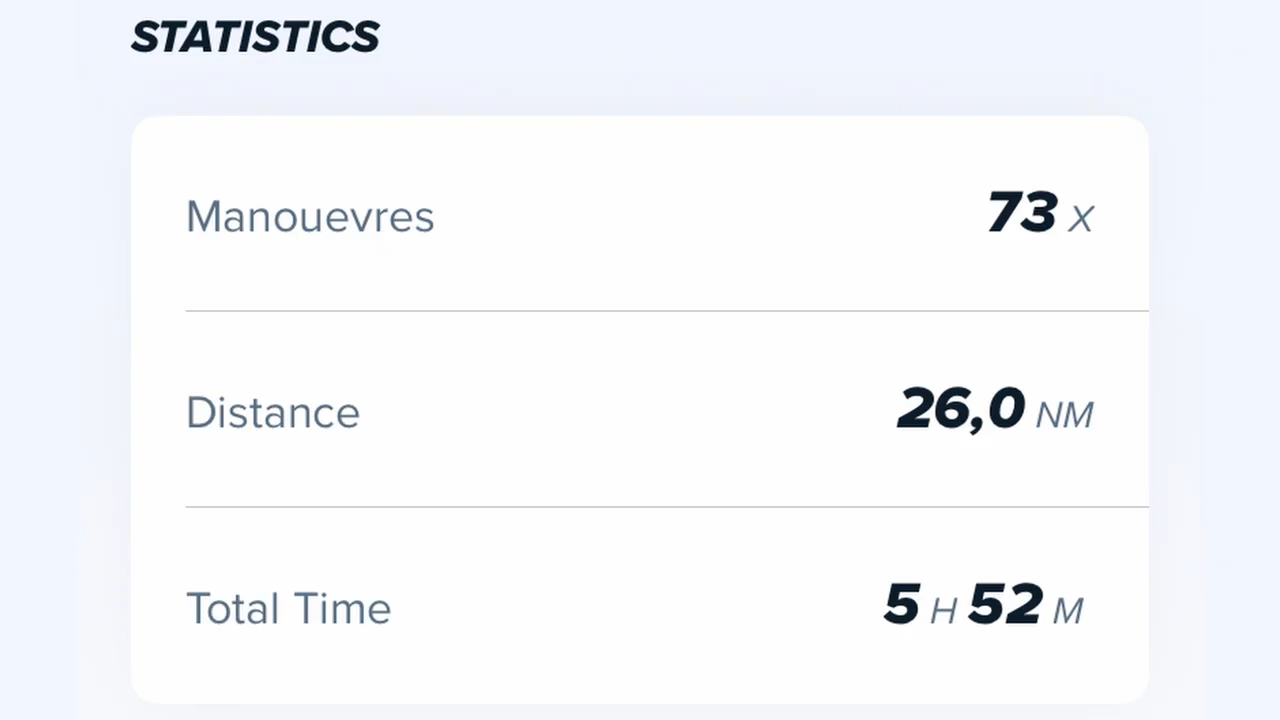 STATISTICS
Manouevres 73 X
Distance 26,0 NM
Total Time 5 H 52 M